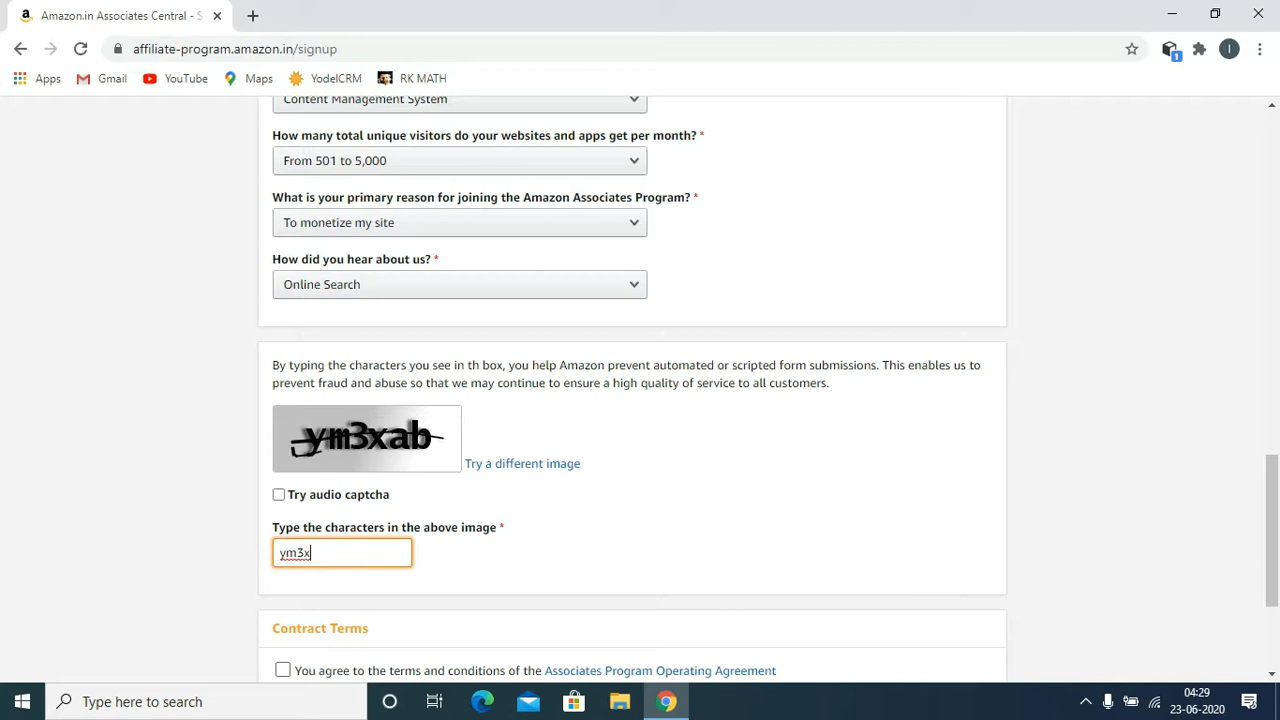 Amazon.in Associates Central - S
affiliate-program.amazon.in/signup
I
1
Apps Gmail YouTube Maps YodelCRM RK MATH
Content Management System
How many total unique visitors do your websites and apps get per month? *
From 501 to 5,000
What is your primary reason for joining the Amazon Associates Program? *
To monetize my site
How did you hear about us? *
Online Search
By typing the characters you see in th box, you help Amazon prevent automated or scripted form submissions. This enables us to
prevent fraud and abuse so that we may continue to ensure a high quality of service to all customers.
ym3xab
Try a different image
Try audio captcha
Type the characters in the above image *
ym3x
Contract Terms
You agree to the terms and conditions of the Associates Program Operating Agreement
Type here to search
04:29
23-06-2020